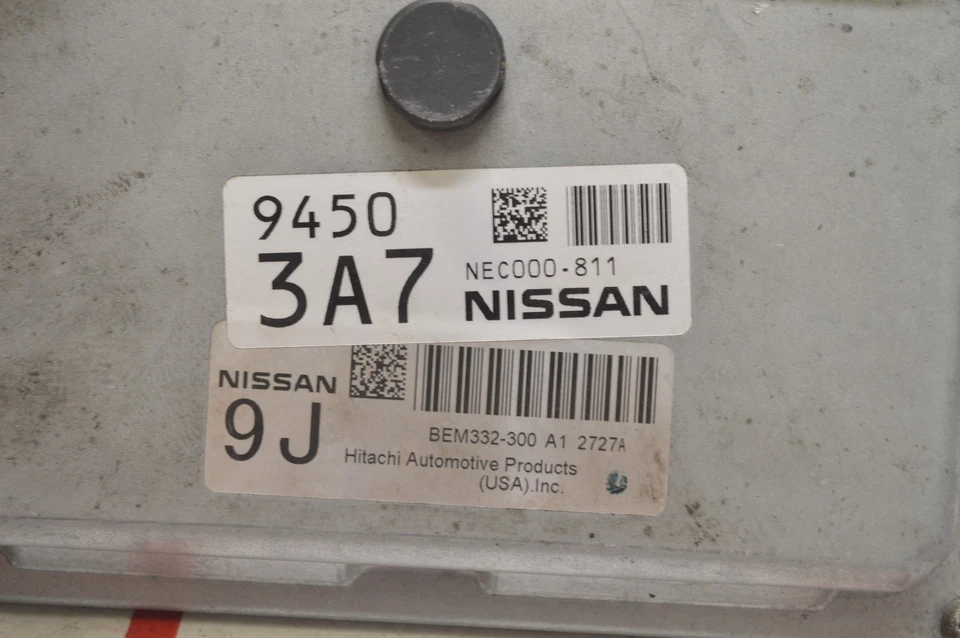 9450
3A7
NEC000-811
NISSAN
NISSAN
9J
BEM332-300 A1 2727A
Hitachi Automotive Products
(USA).Inc.